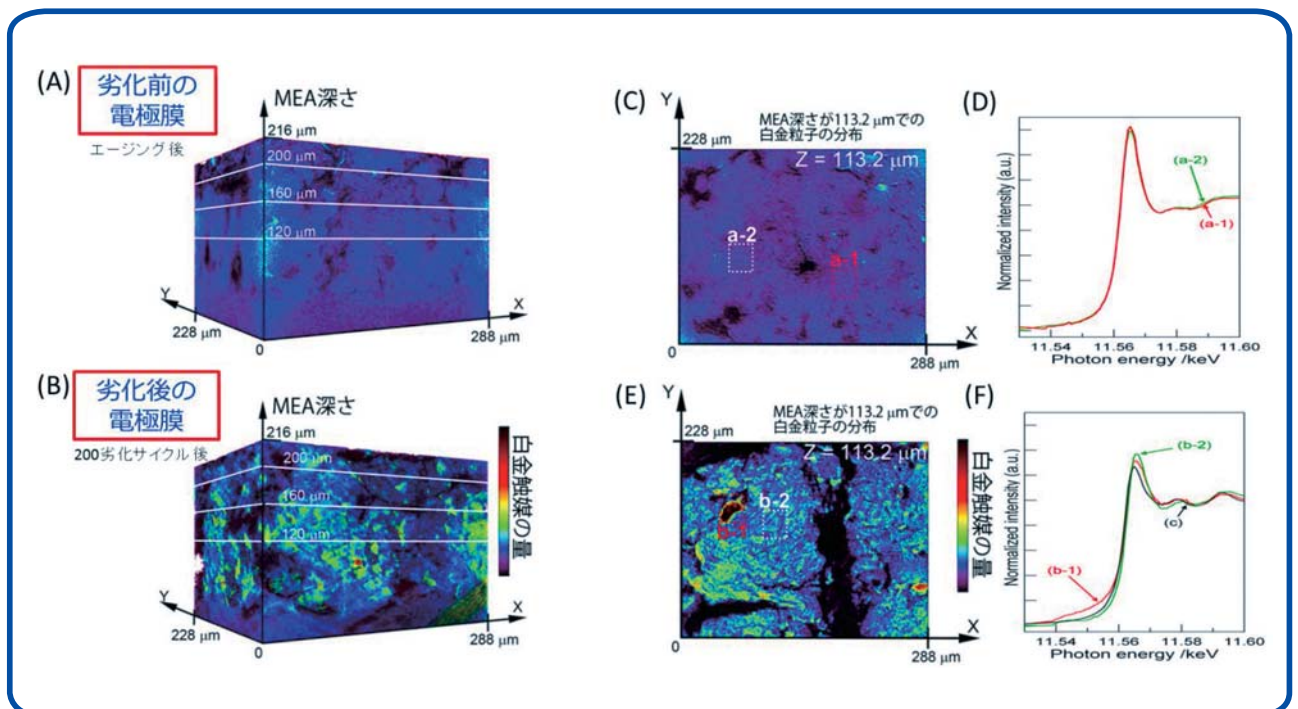 (A)
劣化前の
電極膜
エージング後
MEA深さ
216 μm
200 μm
160 μm
120 μm
Y
228 μm
0
X
288 μm
(C)
Y
MEA深さが113.2 μmでの
白金粒子の分布
228 μm
Z = 113.2 μm
a-2
a-1
0
X
288 μm
(D)
Normalized intensity (a.u.)
(a-2)
(a-1)
11.54 11.56 11.58 11.60
Photon energy /keV
(B)
劣化後の
電極膜
200劣化サイクル後
MEA深さ
216 μm
200 μm
160 μm
120 μm
白金触媒の量
Y
228 μm
0
X
288 μm
(E)
Y
MEA深さが113.2 μmでの
白金粒子の分布
228 μm
Z = 113.2 μm
b-2
b-1
白金触媒の量
0
X
288 μm
(F)
Normalized intensity (a.u.)
(b-2)
(c)
(b-1)
11.54 11.56 11.58 11.60
Photon energy /keV